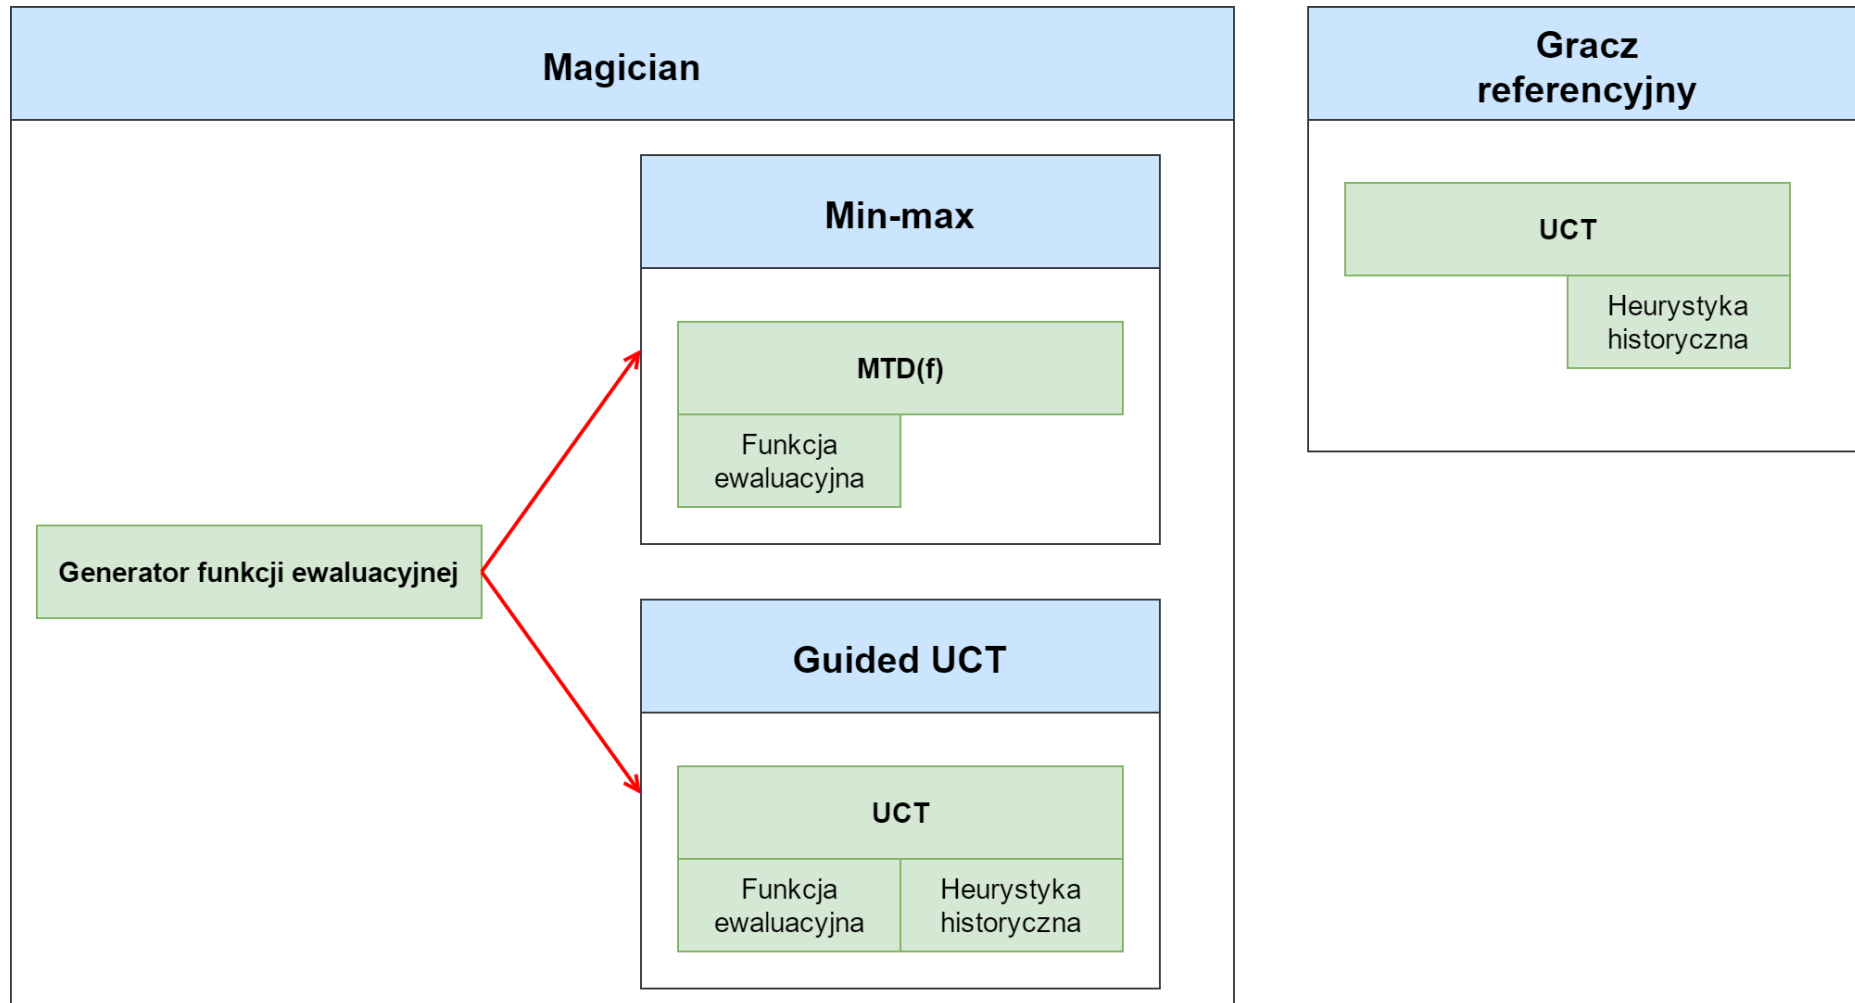 Magician
Gracz
referencyjny
Min-max
MTD(f)
Funkcja
ewaluacyjna
Generator funkcji ewaluacyjnej
Guided UCT
UCT
Funkcja
ewaluacyjna
Heurystyka
historyczna
UCT
Heurystyka
historyczna